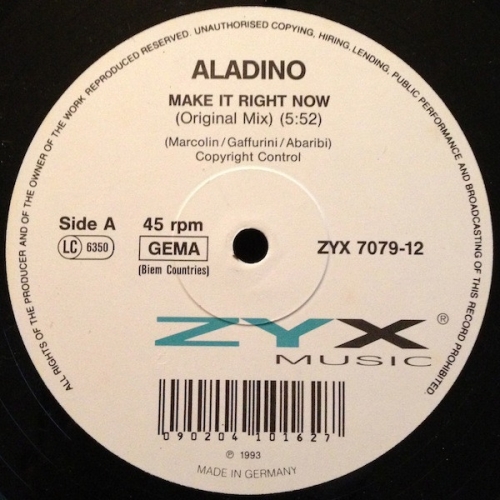 ALL RIGHTS OF THE PRODUCER AND OF THE OWNER OF THE WORK REPRODUCED RESERVED. UNAUTHORISED COPYING, HIRING, LENDING, PUBLIC PERFORMANCE AND BROADCASTING OF THIS RECORD PROHIBITED.
ALADINO
MAKE IT RIGHT NOW
(Original Mix) (5:52)
(Marcolin/Gaffurini/Abaribi)
Copyright Control
Side A 45 rpm
LC 6350 GEMA ZYX 7079-12
(Biem Countries)
ZYX ®
MUSIC
090204 101627
℗ 1993
MADE IN GERMANY